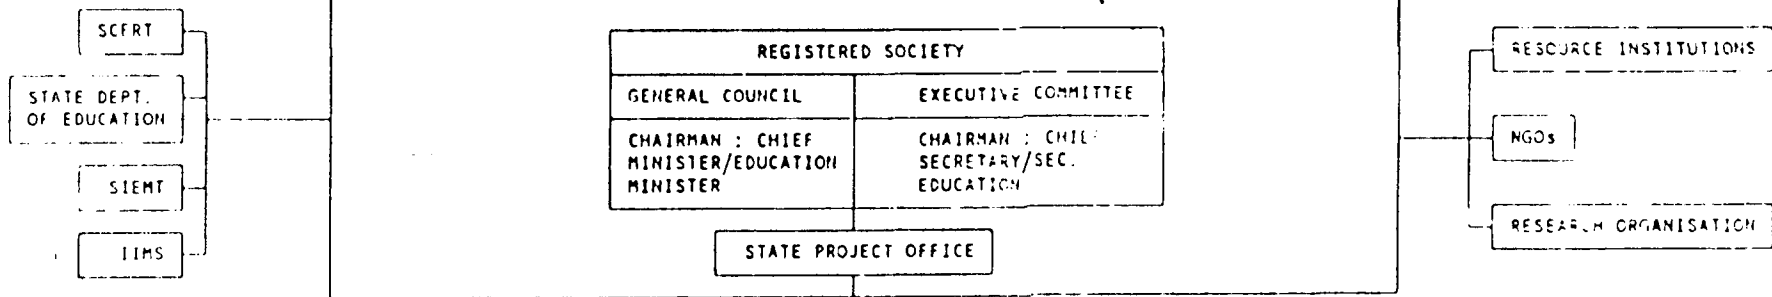 SCERT
STATE DEPT.
OF EDUCATION
SIEMT
IIMS
REGISTERED SOCIETY
GENERAL COUNCIL
EXECUTIVE COMMITTEE
CHAIRMAN : CHIEF
MINISTER/EDUCATION
MINISTER
CHAIRMAN : CHIEF
SECRETARY/SEC.
EDUCATION
STATE PROJECT OFFICE
RESOURCE INSTITUTIONS
NGOs
RESEARCH ORGANISATION